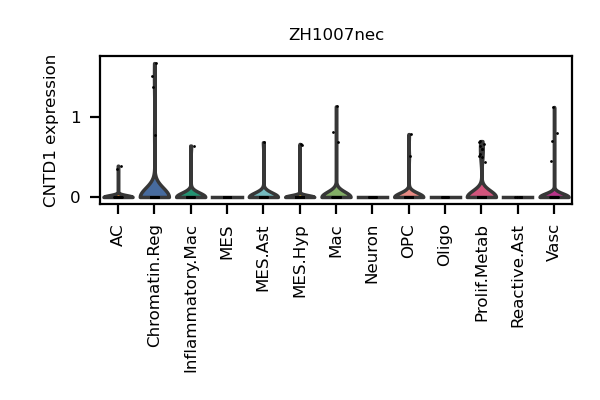 ZH1007nec
CNTD1 expression
1
0
AC
Chromatin.Reg
Inflammatory.Mac
MES
MES.Ast
MES.Hyp
Mac
Neuron
OPC
Oligo
Prolif.Metab
Reactive.Ast
Vasc